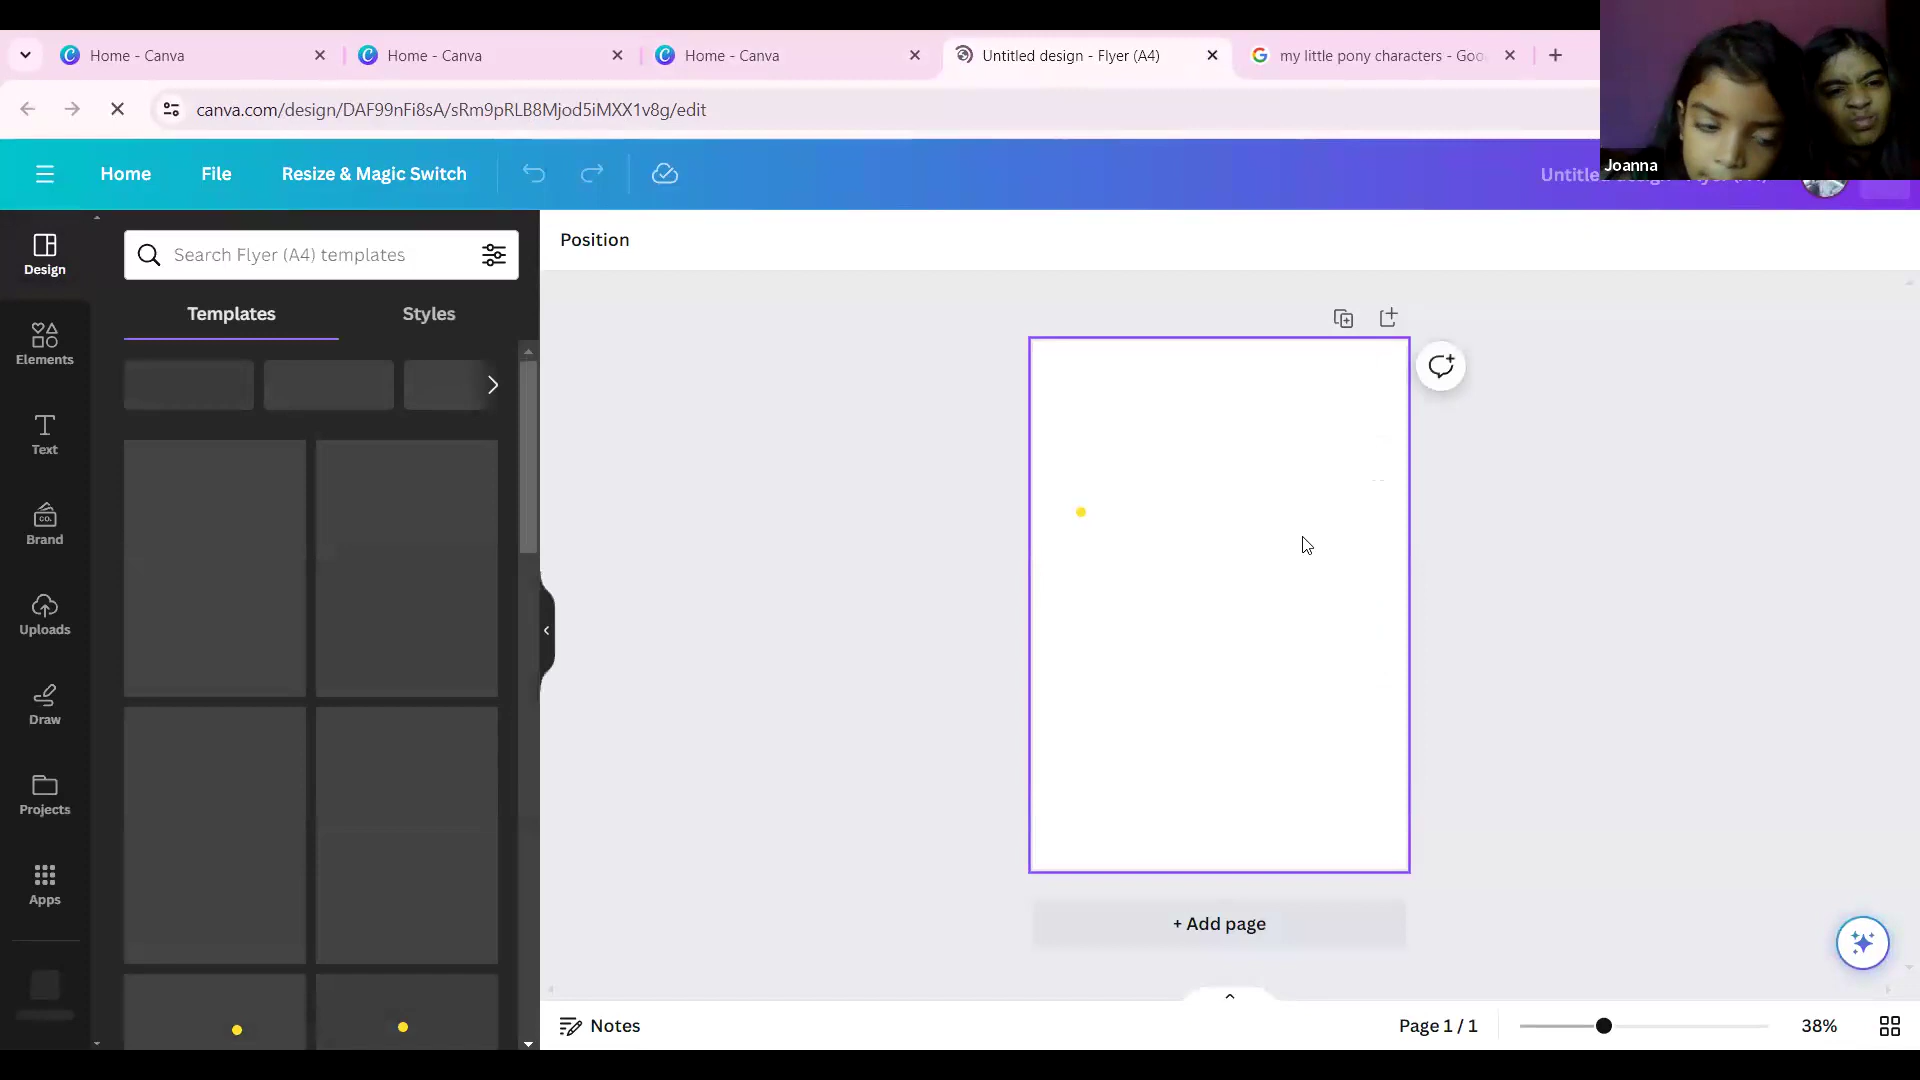 Home - Canva
Home - Canva
Home - Canva
Untitled design - Flyer (A4)
my little pony characters - Goo
canva.com/design/DAF99nFi8sA/sRm9pRLB8Mjod5iMXX1v8g/edit
Joanna
Home
File
Resize & Magic Switch
Design
Search Flyer (A4) templates
Position
Templates
Styles
Elements
Text
CO.
Brand
Uploads
Draw
Projects
Apps
+ Add page
Notes
Page 1 / 1
38%